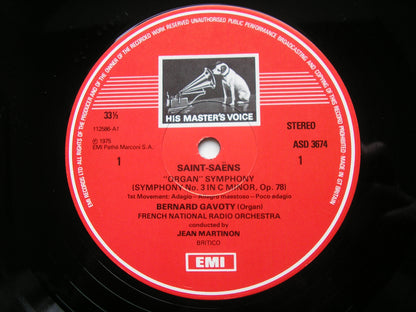 ALL RIGHTS OF THE PRODUCER AND OF THE OWNER OF THE RECORDED WORK RESERVED UNAUTHORISED PUBLIC PERFORMANCE BROADCASTING AND COPYING OF THIS RECORD PROHIBITED MADE IN GT BRITAIN
EMI RECORDS LTD
HIS MASTER'S VOICE
33⅓
STEREO
112586-A1
ASD 3674
℗ 1975
EMI Pathé Marconi S.A.
1
1
SAINT-SAËNS
"ORGAN" SYMPHONY
(SYMPHONY No. 3 IN C MINOR, Op. 78)
1st Movement: Adagio – Allegro maestoso – Poco adagio
BERNARD GAVOTY (Organ)
FRENCH NATIONAL RADIO ORCHESTRA
conducted by
JEAN MARTINON
BRITICO
EMI